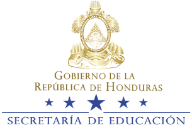 GOBIERNO DE LA
REPÚBLICA DE HONDURAS
SECRETARÍA DE EDUCACIÓN